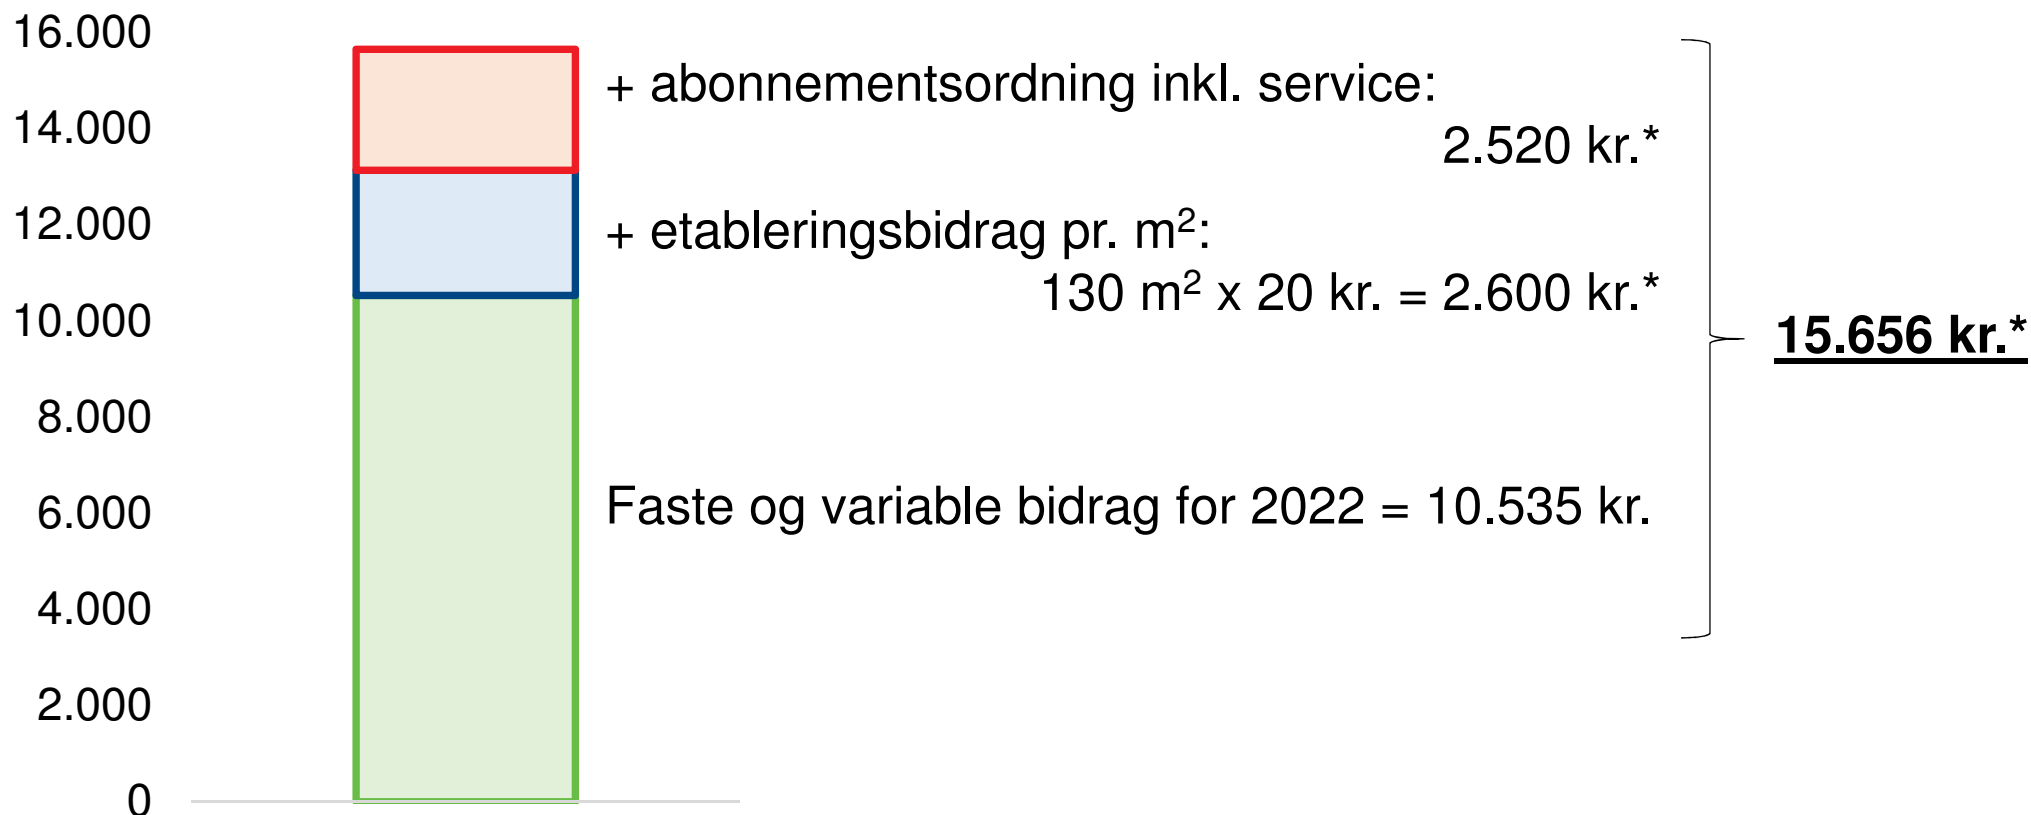 16.000
14.000
12.000
10.000
8.000
6.000
4.000
2.000
0
+ abonnementsordning inkl. service:
2.520 kr.*
+ etableringsbidrag pr. m²:
130 m² x 20 kr. = 2.600 kr.*
Faste og variable bidrag for 2022 = 10.535 kr.
15.656 kr.*